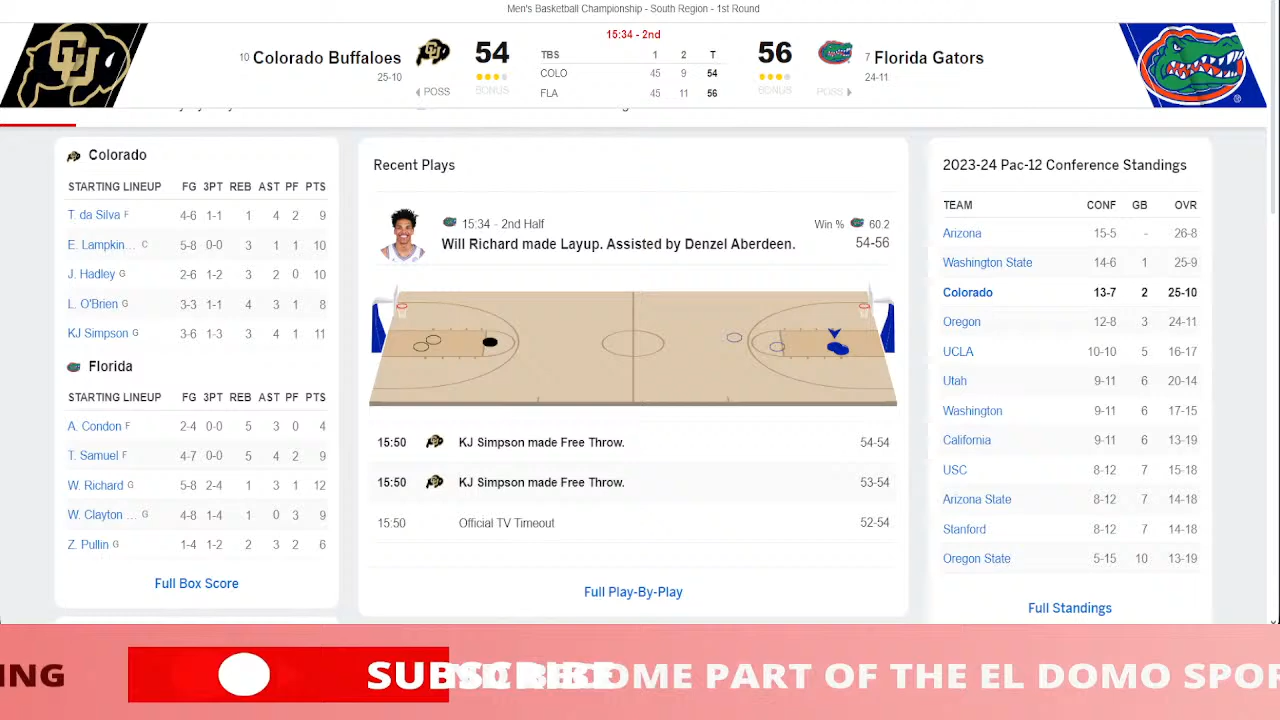 Men's Basketball Championship - South Region - 1st Round
10 Colorado Buffaloes 54
25-10
POSS
BONUS
15:34 - 2nd
TBS 1 2 T
COLO 45 9 54
FLA 45 11 56
56 7 Florida Gators
24-11
BONUS
POSS
Colorado
STARTING LINEUP FG 3PT REB AST PF PTS
T. da Silva F 4-6 1-1 1 4 2 9
E. Lampkin... C 5-8 0-0 3 1 1 10
J. Hadley G 2-6 1-2 3 2 0 10
L. O'Brien G 3-3 1-1 4 3 1 8
KJ Simpson G 3-6 1-3 3 4 1 11
Florida
STARTING LINEUP FG 3PT REB AST PF PTS
A. Condon F 2-4 0-0 5 3 0 4
T. Samuel F 4-7 0-0 5 4 2 9
W. Richard G 5-8 2-4 1 3 1 12
W. Clayton ... G 4-8 1-4 1 0 3 9
Z. Pullin G 1-4 1-2 2 3 2 6
Full Box Score
Recent Plays
15:34 - 2nd Half
Win % 60.2
Will Richard made Layup. Assisted by Denzel Aberdeen. 54-56
15:50 KJ Simpson made Free Throw. 54-54
15:50 KJ Simpson made Free Throw. 53-54
15:50 Official TV Timeout 52-54
Full Play-By-Play
2023-24 Pac-12 Conference Standings
TEAM CONF GB OVR
Arizona 15-5 - 26-8
Washington State 14-6 1 25-9
Colorado 13-7 2 25-10
Oregon 12-8 3 24-11
UCLA 10-10 5 16-17
Utah 9-11 6 20-14
Washington 9-11 6 17-15
California 9-11 6 13-19
USC 8-12 7 15-18
Arizona State 8-12 7 14-18
Stanford 8-12 7 14-18
Oregon State 5-15 10 13-19
Full Standings
ING SUBSCRIBE BECOME PART OF THE EL DOMO SPOR